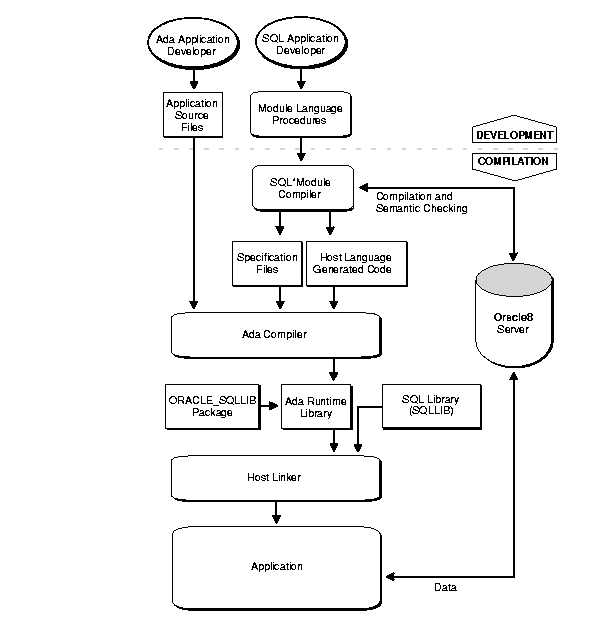 Ada Application
Developer
SQL Application
Developer
Application
Source
Files
Module Language
Procedures
DEVELOPMENT
COMPILATION
SQL*Module
Compiler
Compilation and
Semantic Checking
Specification
Files
Host Language
Generated Code
Oracle8
Server
Ada Compiler
ORACLE_SQLLIB
Package
Ada Runtime
Library
SQL Library
(SQLLIB)
Host Linker
Application
Data